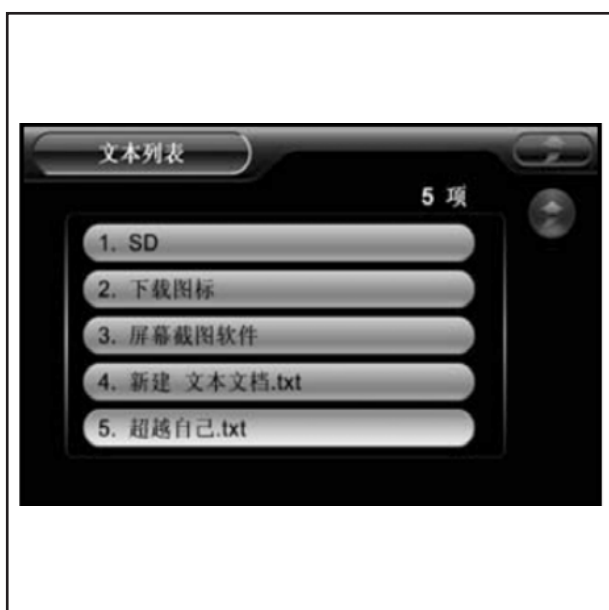 文本列表
5 项
1. SD
2. 下载图标
3. 屏幕截图软件
4. 新建 文本文档.txt
5. 超越自己.txt